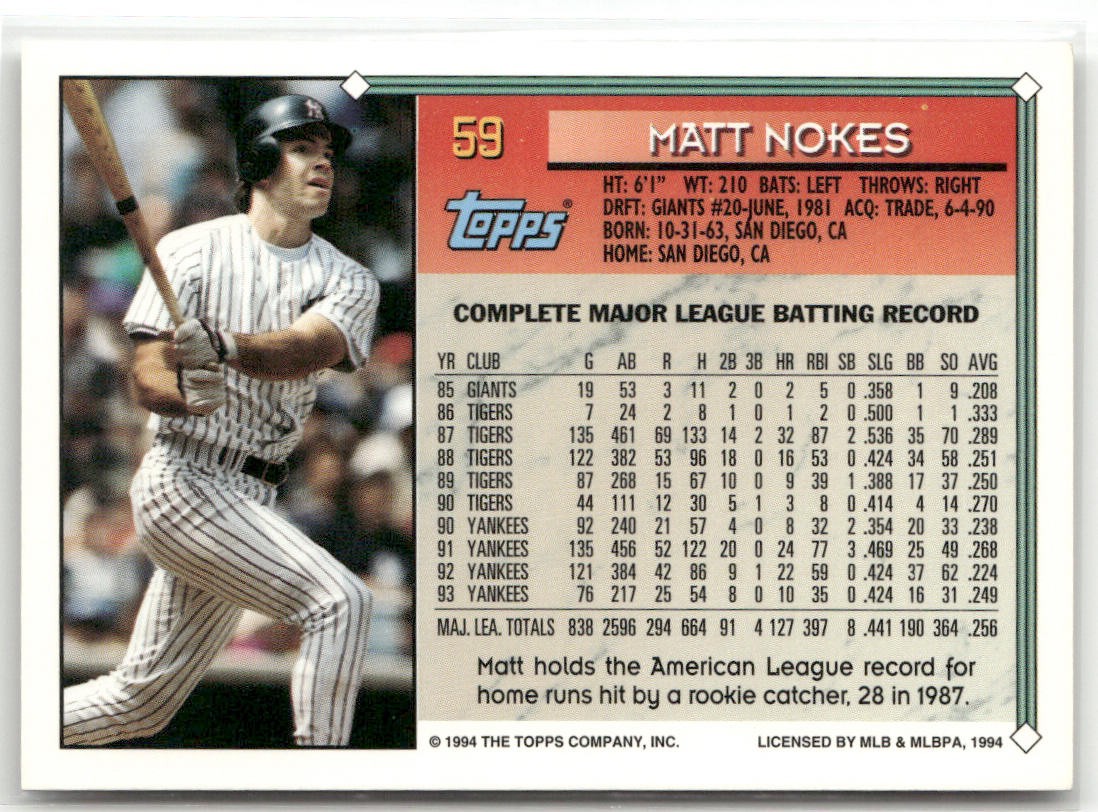 59
MATT NOKES
HT: 6'1" WT: 210 BATS: LEFT THROWS: RIGHT
DRFT: GIANTS #20-JUNE, 1981 ACQ: TRADE, 6-4-90
BORN: 10-31-63, SAN DIEGO, CA
HOME: SAN DIEGO, CA
TOPPS®
COMPLETE MAJOR LEAGUE BATTING RECORD
YR CLUB G AB R H 2B 3B HR RBI SB SLG BB SO AVG
85 GIANTS 19 53 3 11 2 0 2 5 0 .358 1 9 .208
86 TIGERS 7 24 2 8 1 0 1 2 0 .500 1 1 .333
87 TIGERS 135 461 69 133 14 2 32 87 2 .536 35 70 .289
88 TIGERS 122 382 53 96 18 0 16 53 0 .424 34 58 .251
89 TIGERS 87 268 15 67 10 0 9 39 1 .388 17 37 .250
90 TIGERS 44 111 12 30 5 1 3 8 0 .414 4 14 .270
90 YANKEES 92 240 21 57 4 0 8 32 2 .354 20 33 .238
91 YANKEES 135 456 52 122 20 0 24 77 3 .469 25 49 .268
92 YANKEES 121 384 42 86 9 1 22 59 0 .424 37 62 .224
93 YANKEES 76 217 25 54 8 0 10 35 0 .424 16 31 .249
MAJ. LEA. TOTALS 838 2596 294 664 91 4 127 397 8 .441 190 364 .256
Matt holds the American League record for
home runs hit by a rookie catcher, 28 in 1987.
© 1994 THE TOPPS COMPANY, INC. LICENSED BY MLB & MLBPA, 1994